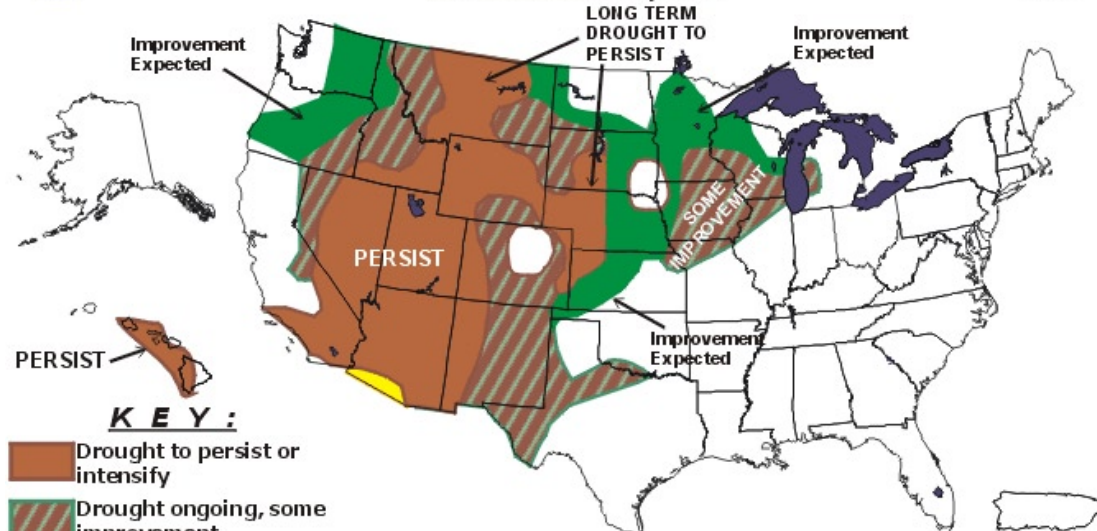 LONG TERM
DROUGHT TO
PERSIST
Improvement
Expected
Improvement
Expected
SOME
IMPROVEMENT
PERSIST
Improvement
Expected
PERSIST
K E Y :
Drought to persist or
intensify
Drought ongoing, some
improvement